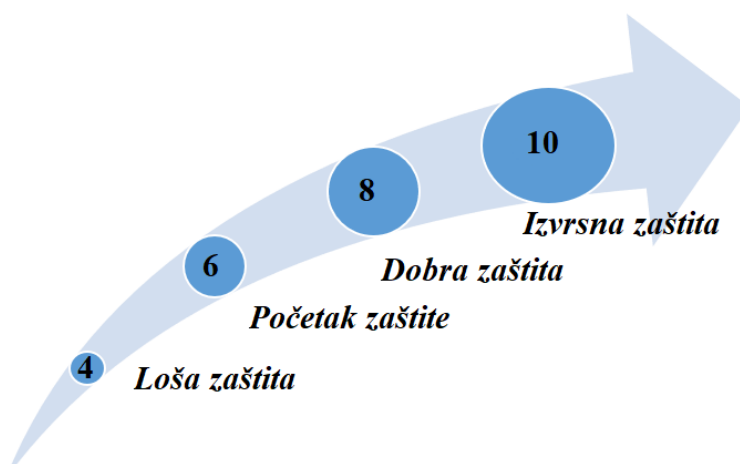 10
8
Izvrsna zaštita
6
Dobra zaštita
Početak zaštite
4
Loša zaštita